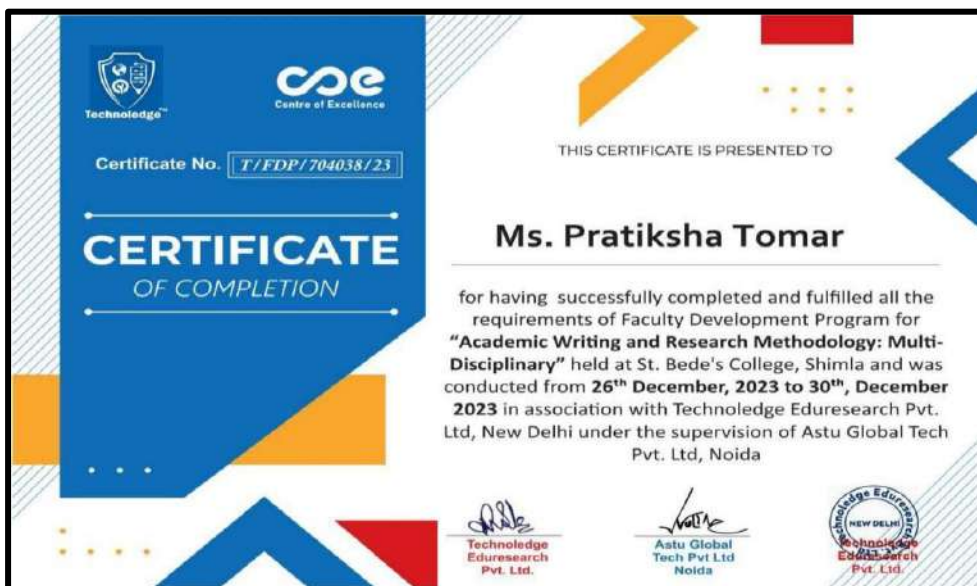 Technoledge™
coe
Centre of Excellence
Certificate No. T/FDP/704038/23
CERTIFICATE
OF COMPLETION
THIS CERTIFICATE IS PRESENTED TO
Ms. Pratiksha Tomar
for having successfully completed and fulfilled all the
requirements of Faculty Development Program for
“Academic Writing and Research Methodology: Multi-
Disciplinary” held at St. Bede's College, Shimla and was
conducted from 26th December, 2023 to 30th, December
2023 in association with Technoledge Eduresearch Pvt.
Ltd, New Delhi under the supervision of Astu Global Tech
Pvt. Ltd, Noida
Technoledge
Eduresearch
Pvt. Ltd.
Astu Global
Tech Pvt Ltd
Noida
Technoledge Eduresearch
NEW DELHI
Technoledge
Eduresearch
Pvt. Ltd.